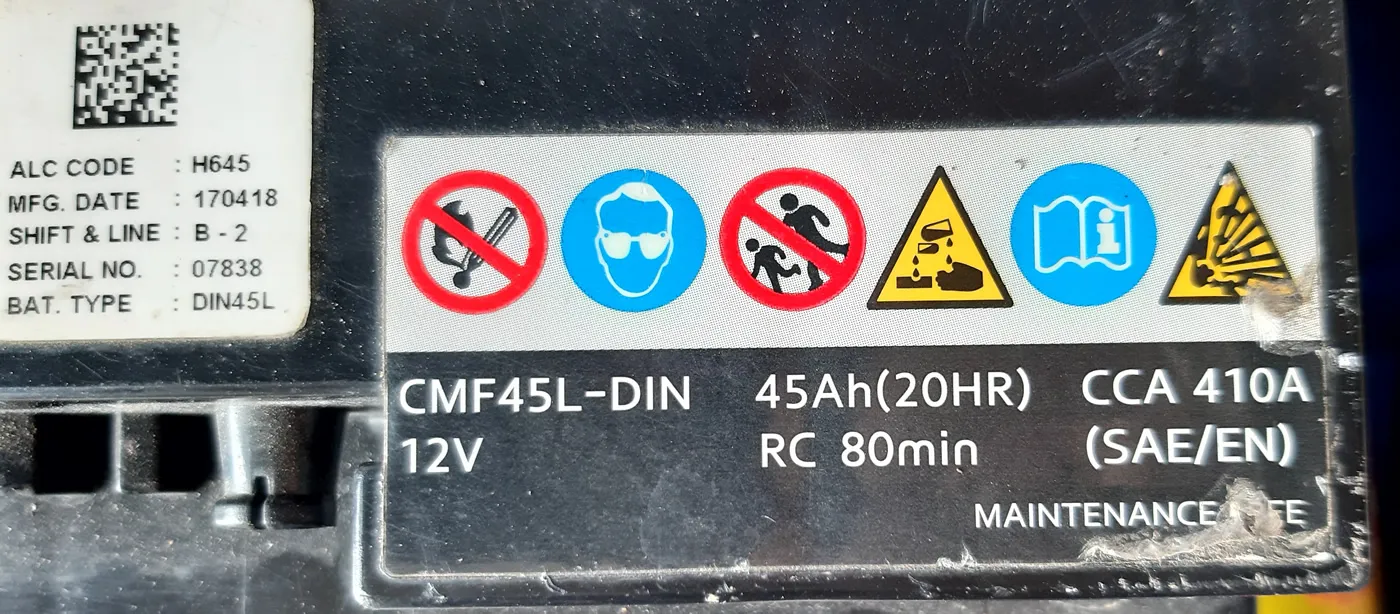 ALC CODE : H645
MFG. DATE : 170418
SHIFT & LINE : B - 2
SERIAL NO. : 07838
BAT. TYPE : DIN45L
CMF45L-DIN 45Ah(20HR) CCA 410A
12V RC 80min (SAE/EN)
MAINTENANCE